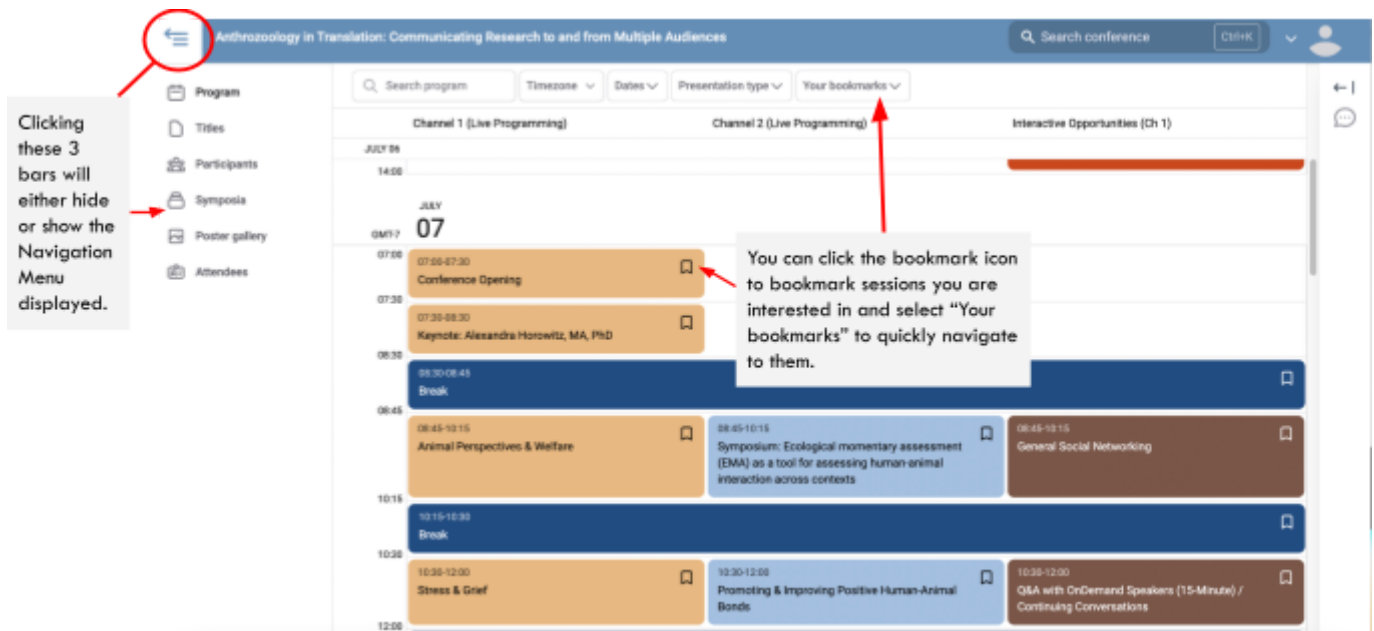 Anthrozoology in Translation: Communicating Research to and from Multiple Audiences
Search conference
Ctrl+K
Clicking
these 3
bars will
either hide
or show the
Navigation
Menu
displayed.
Program
Titles
Participants
Symposia
Poster gallery
Attendees
Search program
Timezone
Dates
Presentation type
Your bookmarks
Channel 1 (Live Programming)
Channel 2 (Live Programming)
Interactive Opportunities (Ch 1)
JULY 06
14:00
JULY
07
GMT-7
07:00
07:00-07:30
Conference Opening
You can click the bookmark icon
to bookmark sessions you are
interested in and select “Your
bookmarks” to quickly navigate
to them.
07:30
07:30-08:30
Keynote: Alexandra Horowitz, MA, PhD
08:30
08:30-08:45
Break
08:45
08:45-10:15
Animal Perspectives & Welfare
08:45-10:15
Symposium: Ecological momentary assessment
(EMA) as a tool for assessing human-animal
interaction across contexts
08:45-10:15
General Social Networking
10:15
10:15-10:30
Break
10:30
10:30-12:00
Stress & Grief
10:30-12:00
Promoting & Improving Positive Human-Animal
Bonds
10:30-12:00
Q&A with OnDemand Speakers (15-Minute) /
Continuing Conversations
12:00